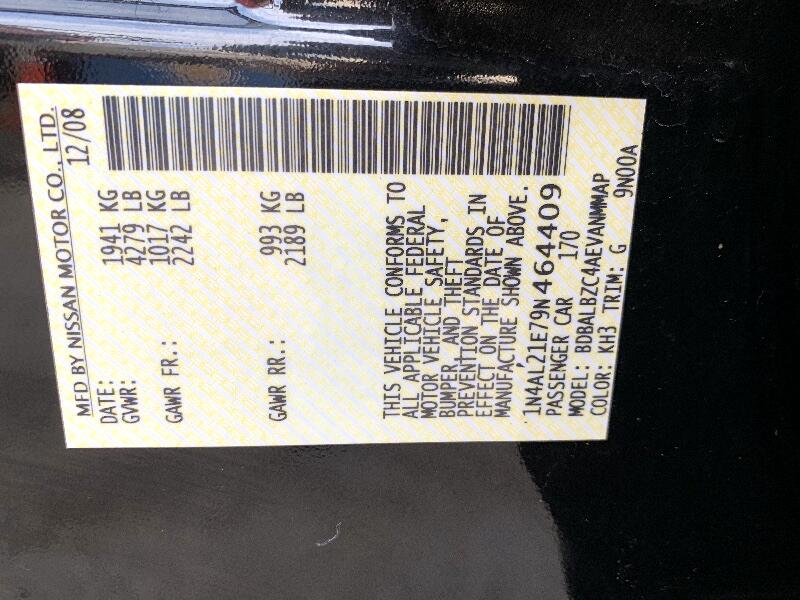 MFD BY NISSAN MOTOR CO., LTD.
DATE: 12/08
GVWR: 1941 KG
4279 LB
GAWR FR.: 1017 KG
2242 LB
GAWR RR.: 993 KG
2189 LB
THIS VEHICLE CONFORMS TO
ALL APPLICABLE FEDERAL
MOTOR VEHICLE SAFETY,
BUMPER, AND THEFT
PREVENTION STANDARDS IN
EFFECT ON THE DATE OF
MANUFACTURE SHOWN ABOVE.
1N4AL21E79N464409
PASSENGER CAR 170
MODEL: BDBALBZC4AEVANMMAP
COLOR: KH3 TRIM: G 9N00A